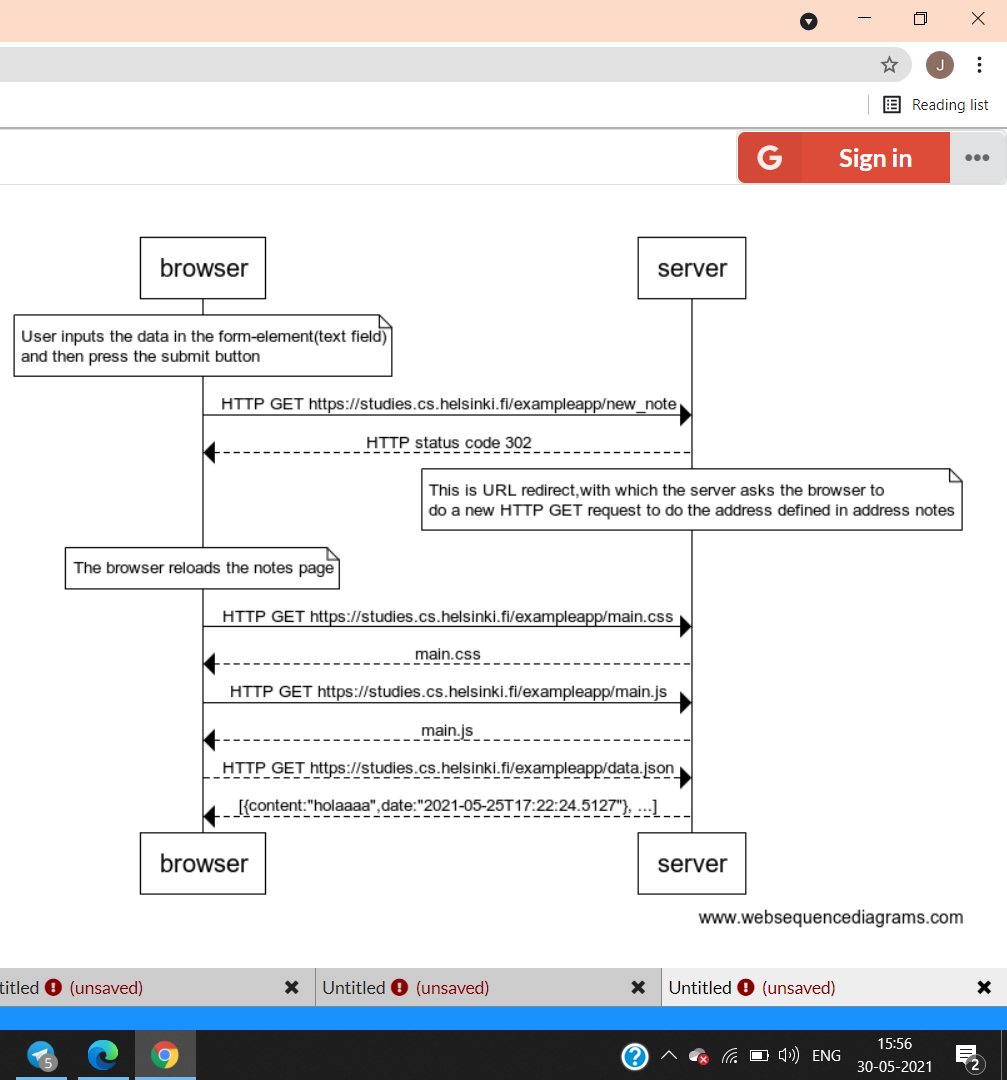 J
Reading list
G Sign in
browser
server
User inputs the data in the form-element(text field)
and then press the submit button
HTTP GET https://studies.cs.helsinki.fi/exampleapp/new_note
HTTP status code 302
This is URL redirect,with which the server asks the browser to
do a new HTTP GET request to do the address defined in address notes
The browser reloads the notes page
HTTP GET https://studies.cs.helsinki.fi/exampleapp/main.css
main.css
HTTP GET https://studies.cs.helsinki.fi/exampleapp/main.js
main.js
HTTP GET https://studies.cs.helsinki.fi/exampleapp/data.json
[{content:"holaaaa",date:"2021-05-25T17:22:24.5127"}, ...]
browser
server
www.websequencediagrams.com
titled ! (unsaved)
Untitled ! (unsaved)
Untitled ! (unsaved)
5
?
ENG
15:56
30-05-2021
2